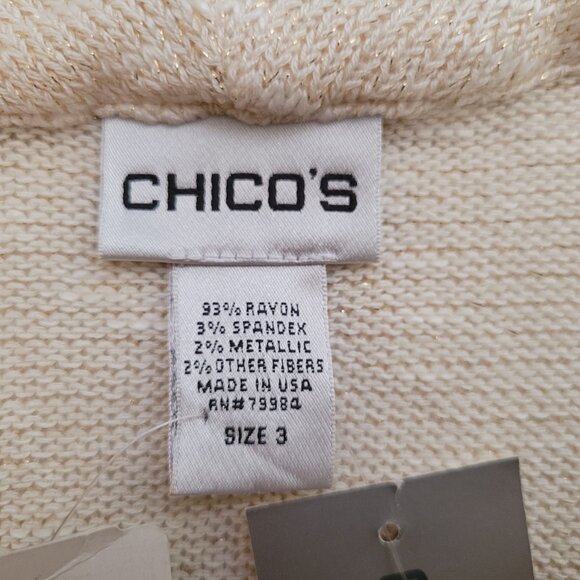 CHICO'S
93% RAYON
3% SPANDEX
2% METALLIC
2% OTHER FIBERS
MADE IN USA
RN#79984
SIZE 3